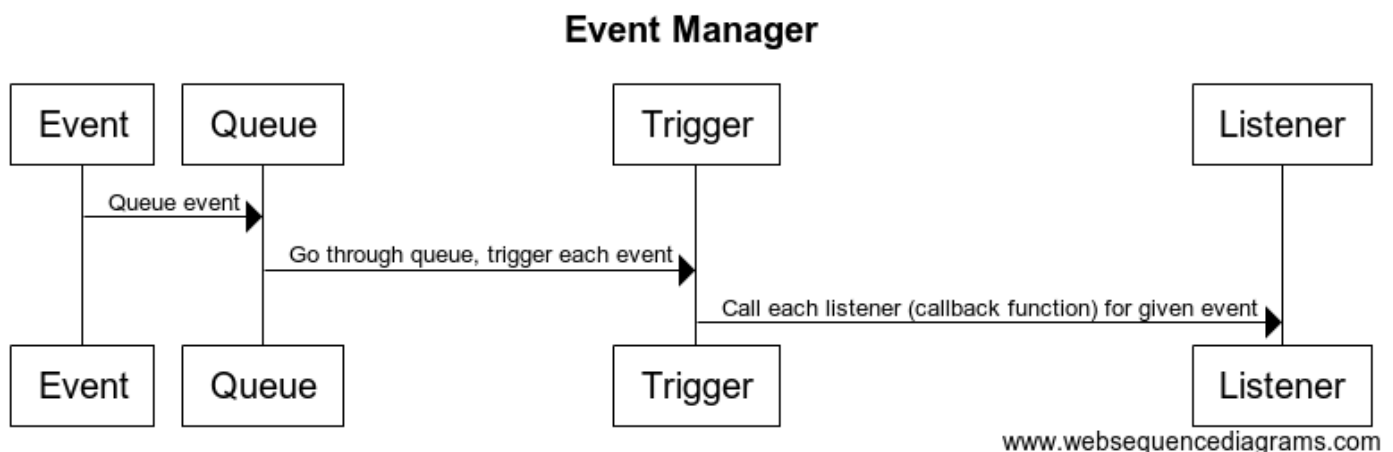 Event Manager
Event Queue Trigger Listener
Queue event
Go through queue, trigger each event
Call each listener (callback function) for given event
Event Queue Trigger Listener
www.websequencediagrams.com